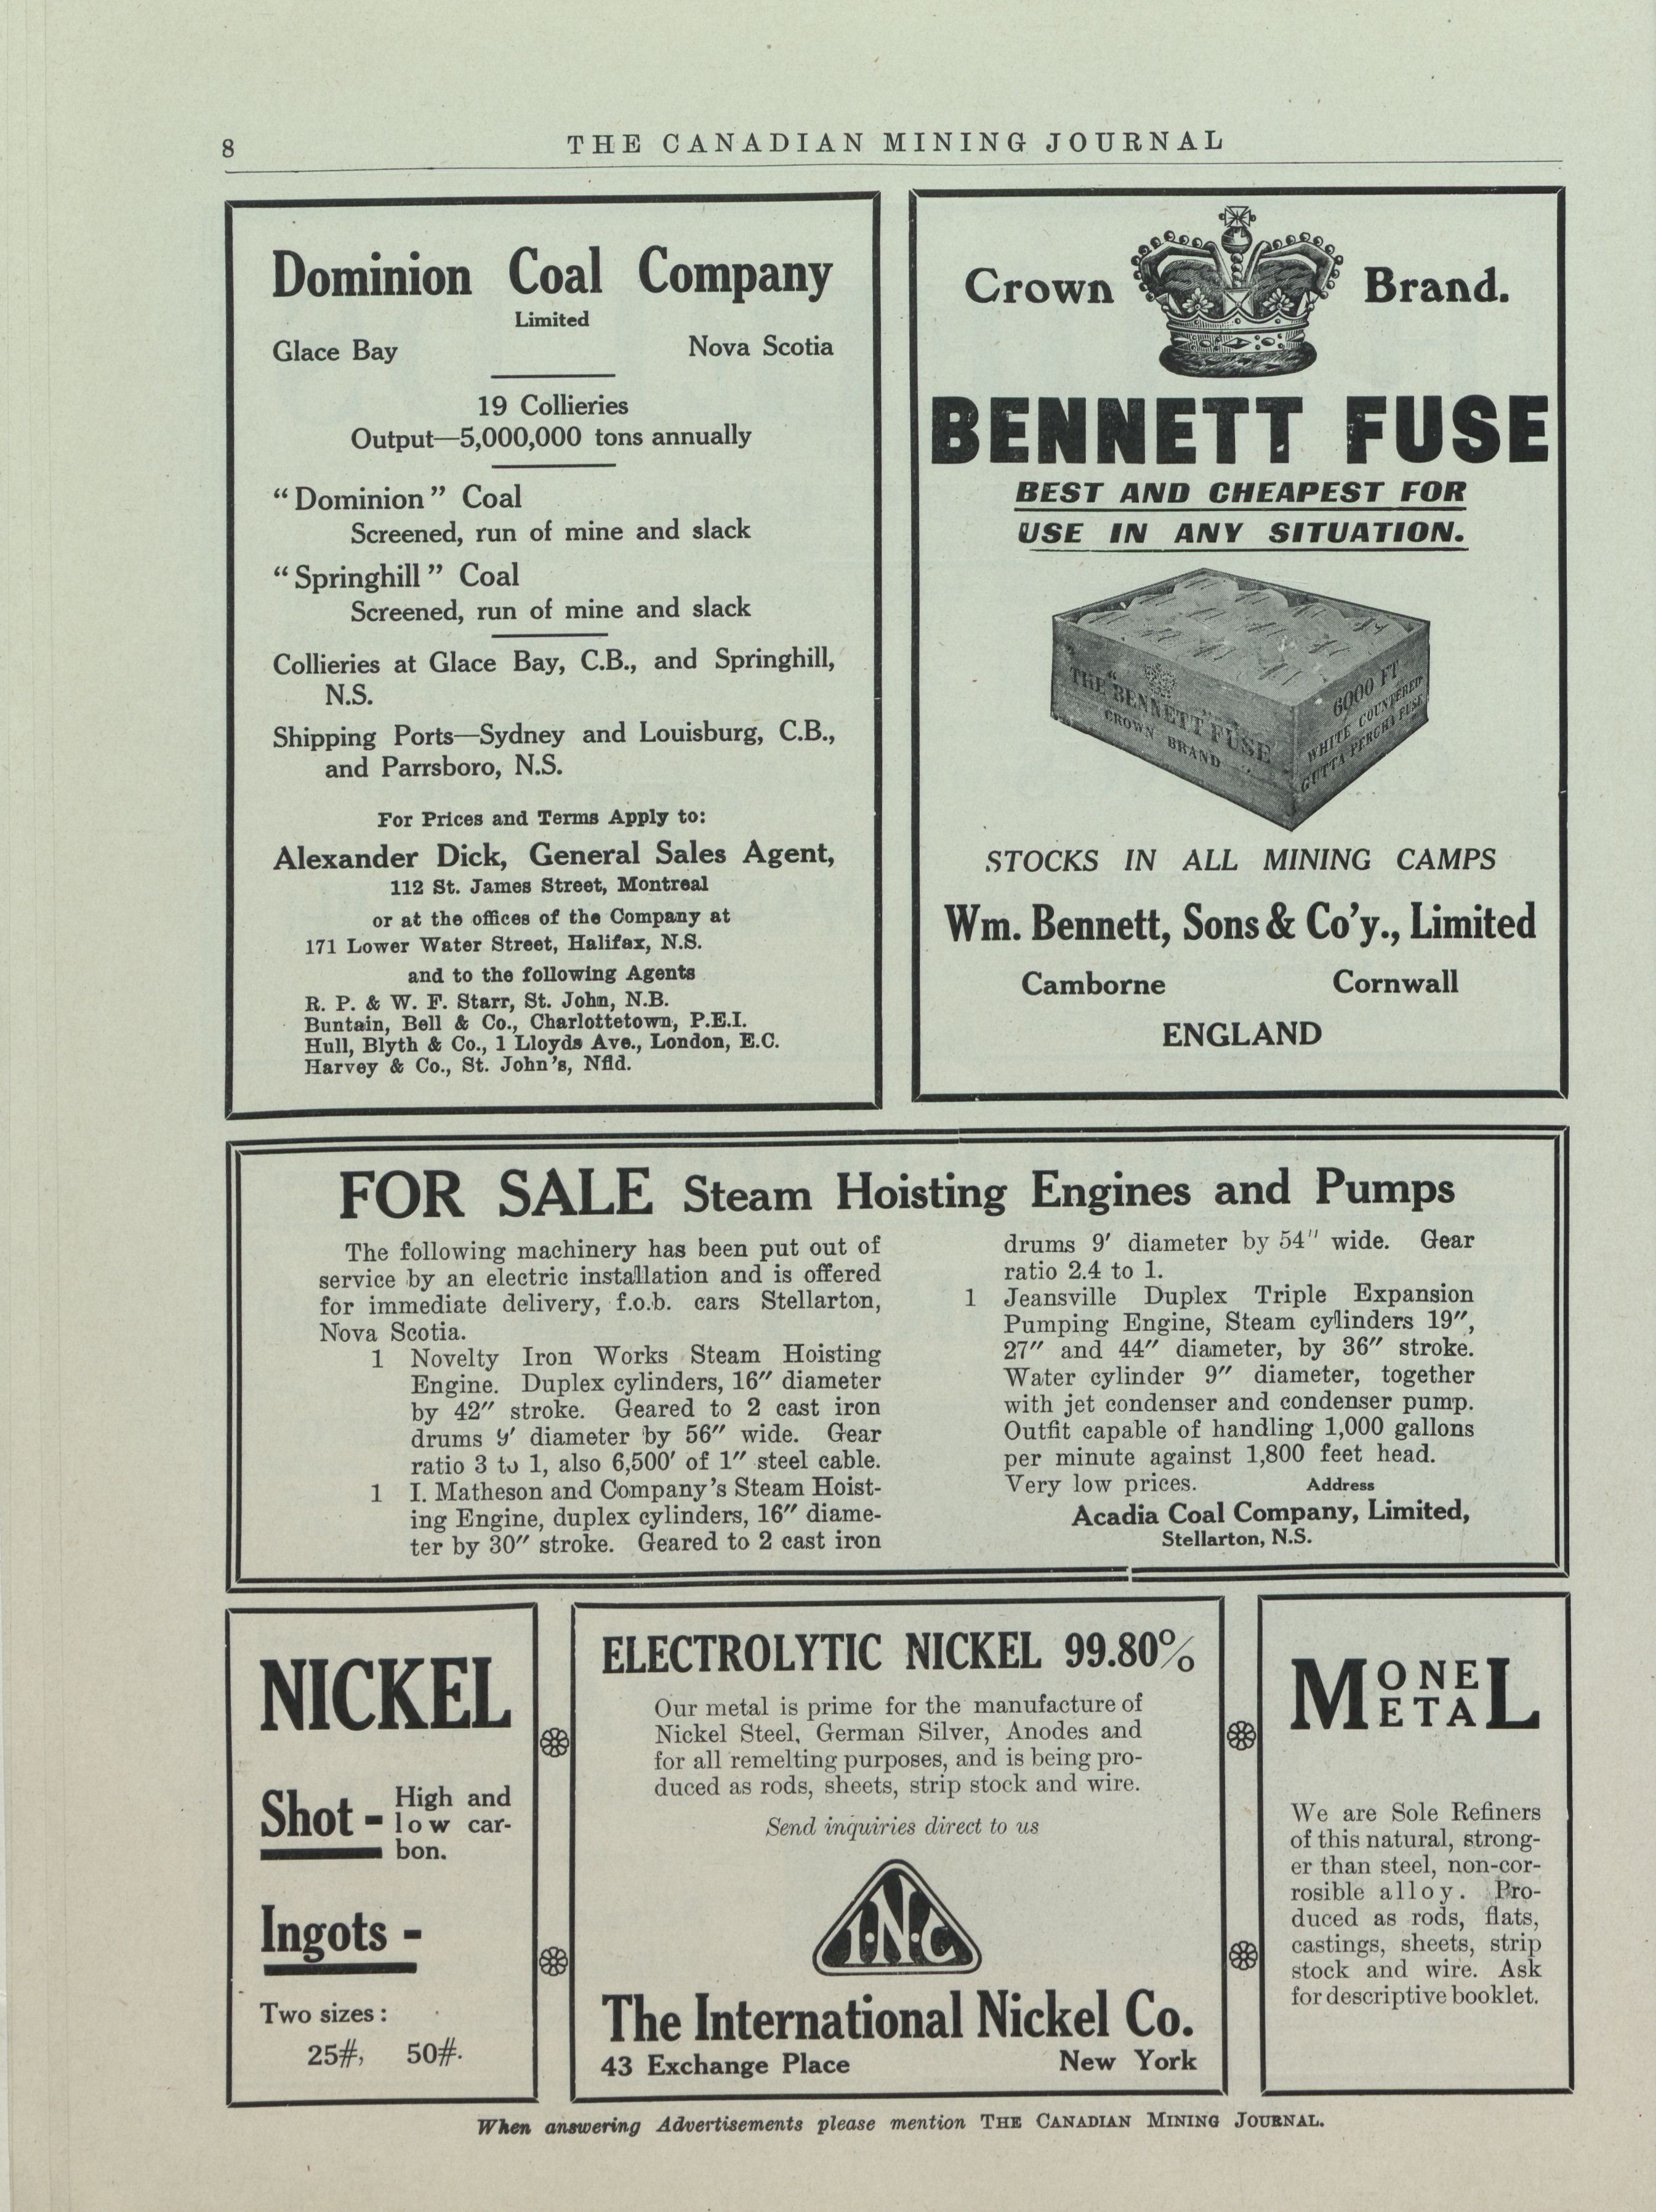 8
THE CANADIAN MINING JOURNAL
Dominion Coal Company
Limited
Glace Bay Nova Scotia
19 Collieries
Output—5,000,000 tons annually
“Dominion” Coal
Screened, run of mine and slack
“Springhill” Coal
Screened, run of mine and slack
Collieries at Glace Bay, C.B., and Springhill,
N.S.
Shipping Ports—Sydney and Louisburg, C.B.,
and Parrsboro, N.S.
For Prices and Terms Apply to:
Alexander Dick, General Sales Agent,
112 St. James Street, Montreal
or at the offices of the Company at
171 Lower Water Street, Halifax, N.S.
and to the following Agents
R. P. & W. F. Starr, St. John, N.B.
Buntain, Bell & Co., Charlottetown, P.E.I.
Hull, Blyth & Co., 1 Lloyds Ave., London, E.C.
Harvey & Co., St. John's, Nfld.
Crown Brand.
BENNETT FUSE
BEST AND CHEAPEST FOR
USE IN ANY SITUATION.
THE "BENNETT" FUSE
CROWN BRAND
6000 FT
WHITE COUNTERED
GUTTA PERCHA FUSE
STOCKS IN ALL MINING CAMPS
Wm. Bennett, Sons & Co'y., Limited
Camborne Cornwall
ENGLAND
FOR SALE Steam Hoisting Engines and Pumps
The following machinery has been put out of
service by an electric installation and is offered
for immediate delivery, f.o.b. cars Stellarton,
Nova Scotia.
1 Novelty Iron Works Steam Hoisting
Engine. Duplex cylinders, 16″ diameter
by 42″ stroke. Geared to 2 cast iron
drums 9′ diameter by 56″ wide. Gear
ratio 3 to 1, also 6,500′ of 1″ steel cable.
1 I. Matheson and Company's Steam Hoist-
ing Engine, duplex cylinders, 16″ diame-
ter by 30″ stroke. Geared to 2 cast iron
drums 9′ diameter by 54″ wide. Gear
ratio 2.4 to 1.
1 Jeansville Duplex Triple Expansion
Pumping Engine, Steam cylinders 19″,
27″ and 44″ diameter, by 36″ stroke.
Water cylinder 9″ diameter, together
with jet condenser and condenser pump.
Outfit capable of handling 1,000 gallons
per minute against 1,800 feet head.
Very low prices. Address
Acadia Coal Company, Limited,
Stellarton, N.S.
NICKEL
Shot - High and
low car-
bon.
Ingots -
Two sizes:
25#, 50#.
ELECTROLYTIC NICKEL 99.80%
Our metal is prime for the manufacture of
Nickel Steel, German Silver, Anodes and
for all remelting purposes, and is being pro-
duced as rods, sheets, strip stock and wire.
Send inquiries direct to us
I.N.C
The International Nickel Co.
43 Exchange Place New York
MONEL
METAL
We are Sole Refiners
of this natural, strong-
er than steel, non-cor-
rosible alloy. Pro-
duced as rods, flats,
castings, sheets, strip
stock and wire. Ask
for descriptive booklet.
When answering Advertisements please mention THE CANADIAN MINING JOURNAL.